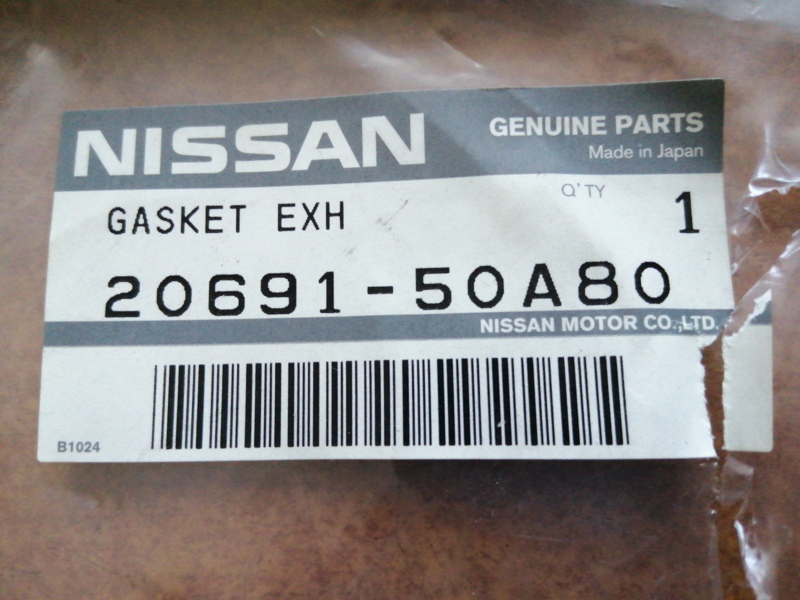 NISSAN
GENUINE PARTS
Made in Japan
Q'TY
GASKET EXH 1
20691-50A80
NISSAN MOTOR CO.,LTD.
B1024